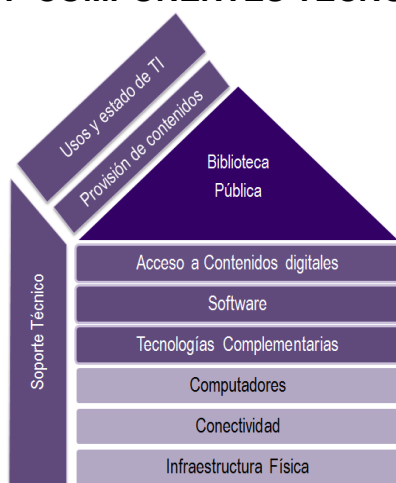 Y COMPONENTES
Usos y estado de TI
Provisión de contenidos
Biblioteca
Pública
Acceso a Contenidos digitales
Software
Tecnologías Complementarias
Computadores
Conectividad
Infraestructura Física
Soporte Técnico